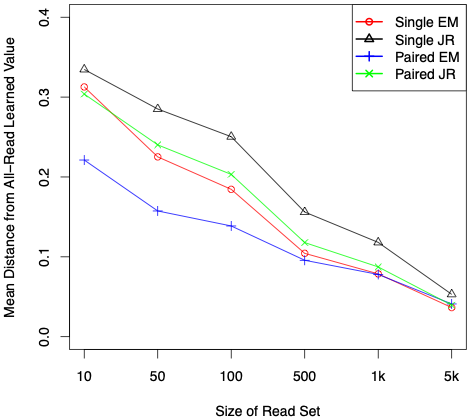 Single EM
Single JR
Paired EM
Paired JR
Mean Distance from All−Read Learned Value
0.4
0.3
0.2
0.1
0.0
10 50 100 500 1k 5k
Size of Read Set